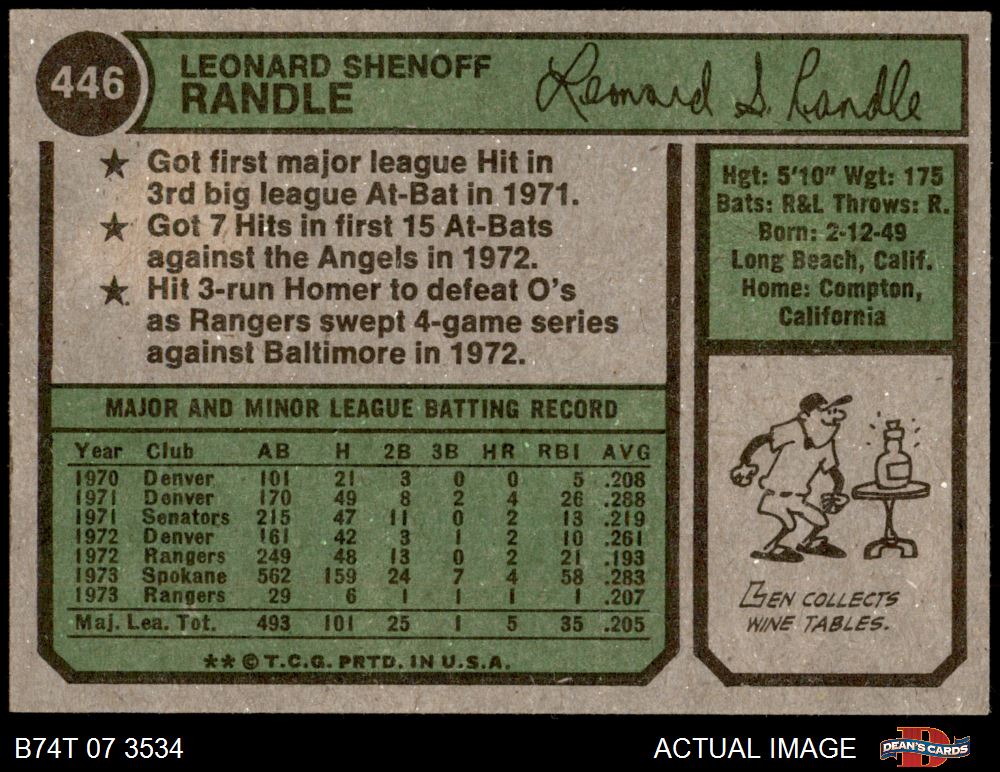 446
LEONARD SHENOFF
RANDLE
Leonard S. Randle
★ Got first major league Hit in
3rd big league At-Bat in 1971.
★ Got 7 Hits in first 15 At-Bats
against the Angels in 1972.
★ Hit 3-run Homer to defeat O's
as Rangers swept 4-game series
against Baltimore in 1972.
Hgt: 5'10" Wgt: 175
Bats: R&L Throws: R.
Born: 2-12-49
Long Beach, Calif.
Home: Compton,
California
MAJOR AND MINOR LEAGUE BATTING RECORD
Year Club AB H 2B 3B HR RBI AVG
1970 Denver 101 21 3 0 0 5 .208
1971 Denver 170 49 8 2 4 26 .288
1971 Senators 215 47 11 0 2 13 .219
1972 Denver 161 42 3 1 2 10 .261
1972 Rangers 249 48 13 0 2 21 .193
1973 Spokane 562 159 24 7 4 58 .283
1973 Rangers 29 6 1 1 1 1 .207
Maj. Lea. Tot. 493 101 25 1 5 35 .205
** © T.C.G. PRTD. IN U.S.A.
LEN COLLECTS
WINE TABLES.
B74T 07 3534
ACTUAL IMAGE
D
DEAN'S CARDS